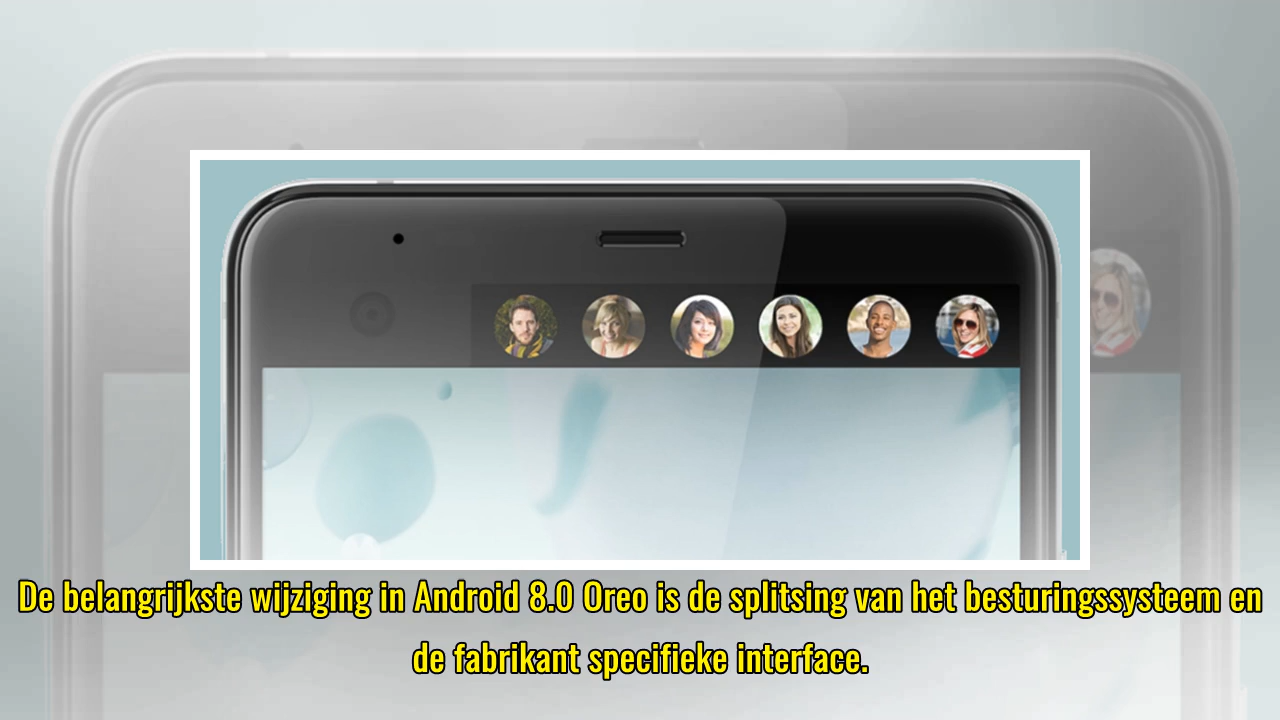 De belangrijkste wijziging in Android 8.0 Oreo is de splitsing van het besturingssysteem en
de fabrikant specifieke interface.